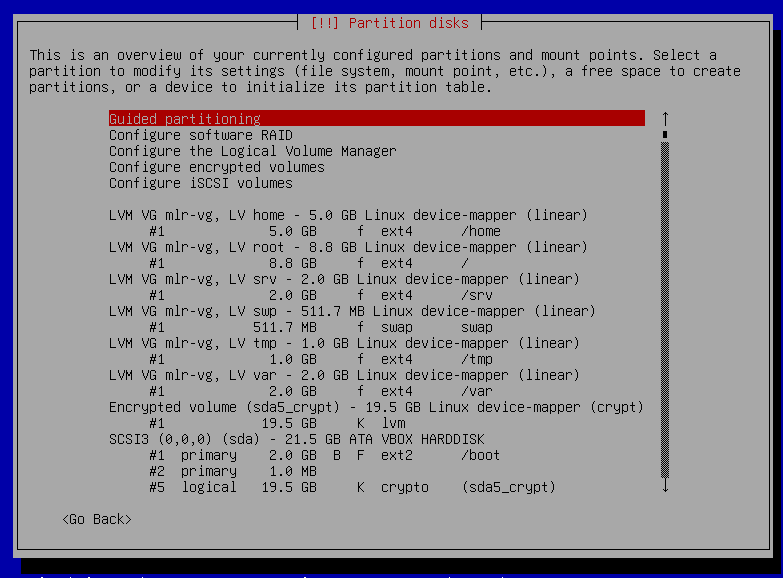 [!!] Partition disks
This is an overview of your currently configured partitions and mount points. Select a
partition to modify its settings (file system, mount point, etc.), a free space to create
partitions, or a device to initialize its partition table.
Guided partitioning
Configure software RAID
Configure the Logical Volume Manager
Configure encrypted volumes
Configure iSCSI volumes
LVM VG mlr-vg, LV home - 5.0 GB Linux device-mapper (linear)
#1 5.0 GB f ext4 /home
LVM VG mlr-vg, LV root - 8.8 GB Linux device-mapper (linear)
#1 8.8 GB f ext4 /
LVM VG mlr-vg, LV srv - 2.0 GB Linux device-mapper (linear)
#1 2.0 GB f ext4 /srv
LVM VG mlr-vg, LV swp - 511.7 MB Linux device-mapper (linear)
#1 511.7 MB f swap swap
LVM VG mlr-vg, LV tmp - 1.0 GB Linux device-mapper (linear)
#1 1.0 GB f ext4 /tmp
LVM VG mlr-vg, LV var - 2.0 GB Linux device-mapper (linear)
#1 2.0 GB f ext4 /var
Encrypted volume (sda5_crypt) - 19.5 GB Linux device-mapper (crypt)
#1 19.5 GB K lvm
SCSI3 (0,0,0) (sda) - 21.5 GB ATA VBOX HARDDISK
#1 primary 2.0 GB B F ext2 /boot
#2 primary 1.0 MB
#5 logical 19.5 GB K crypto (sda5_crypt)
<Go Back>